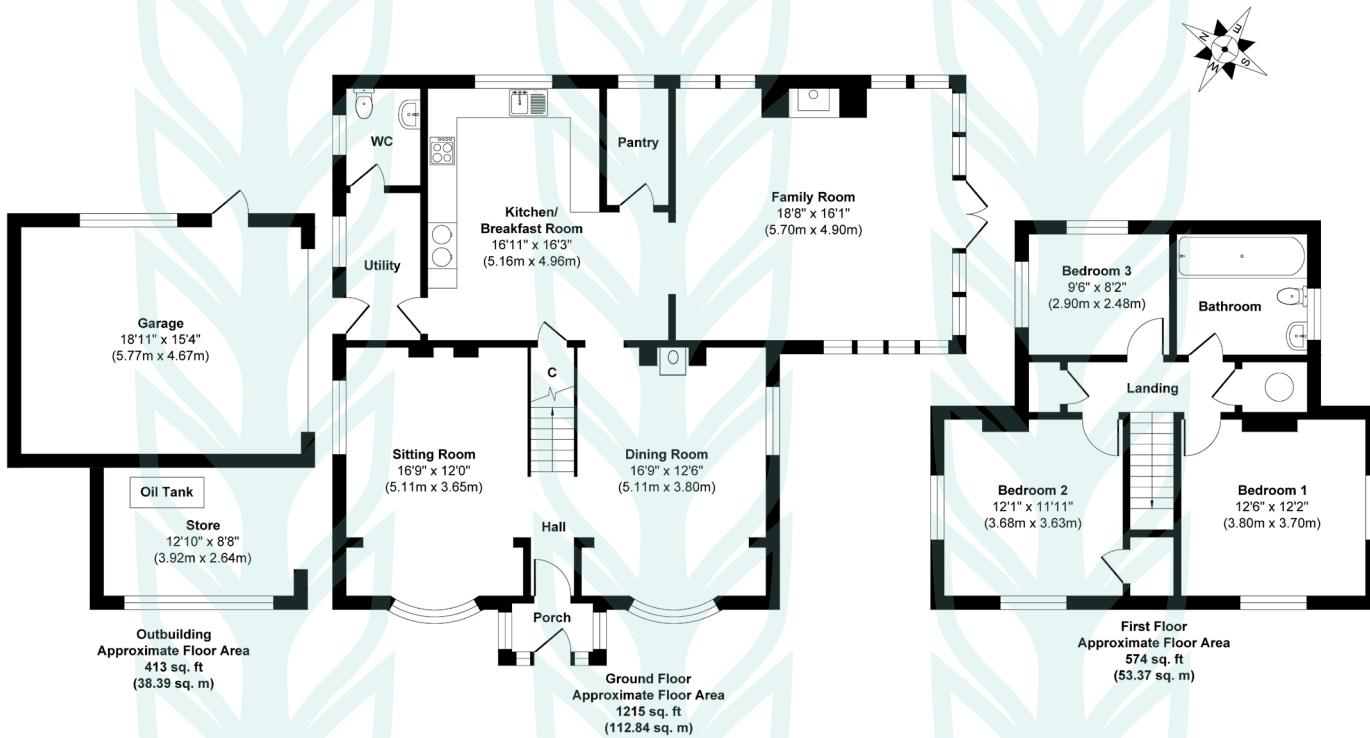 N
E
S
W
WC
Pantry
Kitchen/
Breakfast Room
16'11" x 16'3"
(5.16m x 4.96m)
Family Room
18'8" x 16'1"
(5.70m x 4.90m)
Utility
Garage
18'11" x 15'4"
(5.77m x 4.67m)
C
Sitting Room
16'9" x 12'0"
(5.11m x 3.65m)
Dining Room
16'9" x 12'6"
(5.11m x 3.80m)
Hall
Porch
Oil Tank
Store
12'10" x 8'8"
(3.92m x 2.64m)
Outbuilding
Approximate Floor Area
413 sq. ft
(38.39 sq. m)
Ground Floor
Approximate Floor Area
1215 sq. ft
(112.84 sq. m)
Bedroom 3
9'6" x 8'2"
(2.90m x 2.48m)
Bathroom
Landing
Bedroom 2
12'1" x 11'11"
(3.68m x 3.63m)
Bedroom 1
12'6" x 12'2"
(3.80m x 3.70m)
First Floor
Approximate Floor Area
574 sq. ft
(53.37 sq. m)